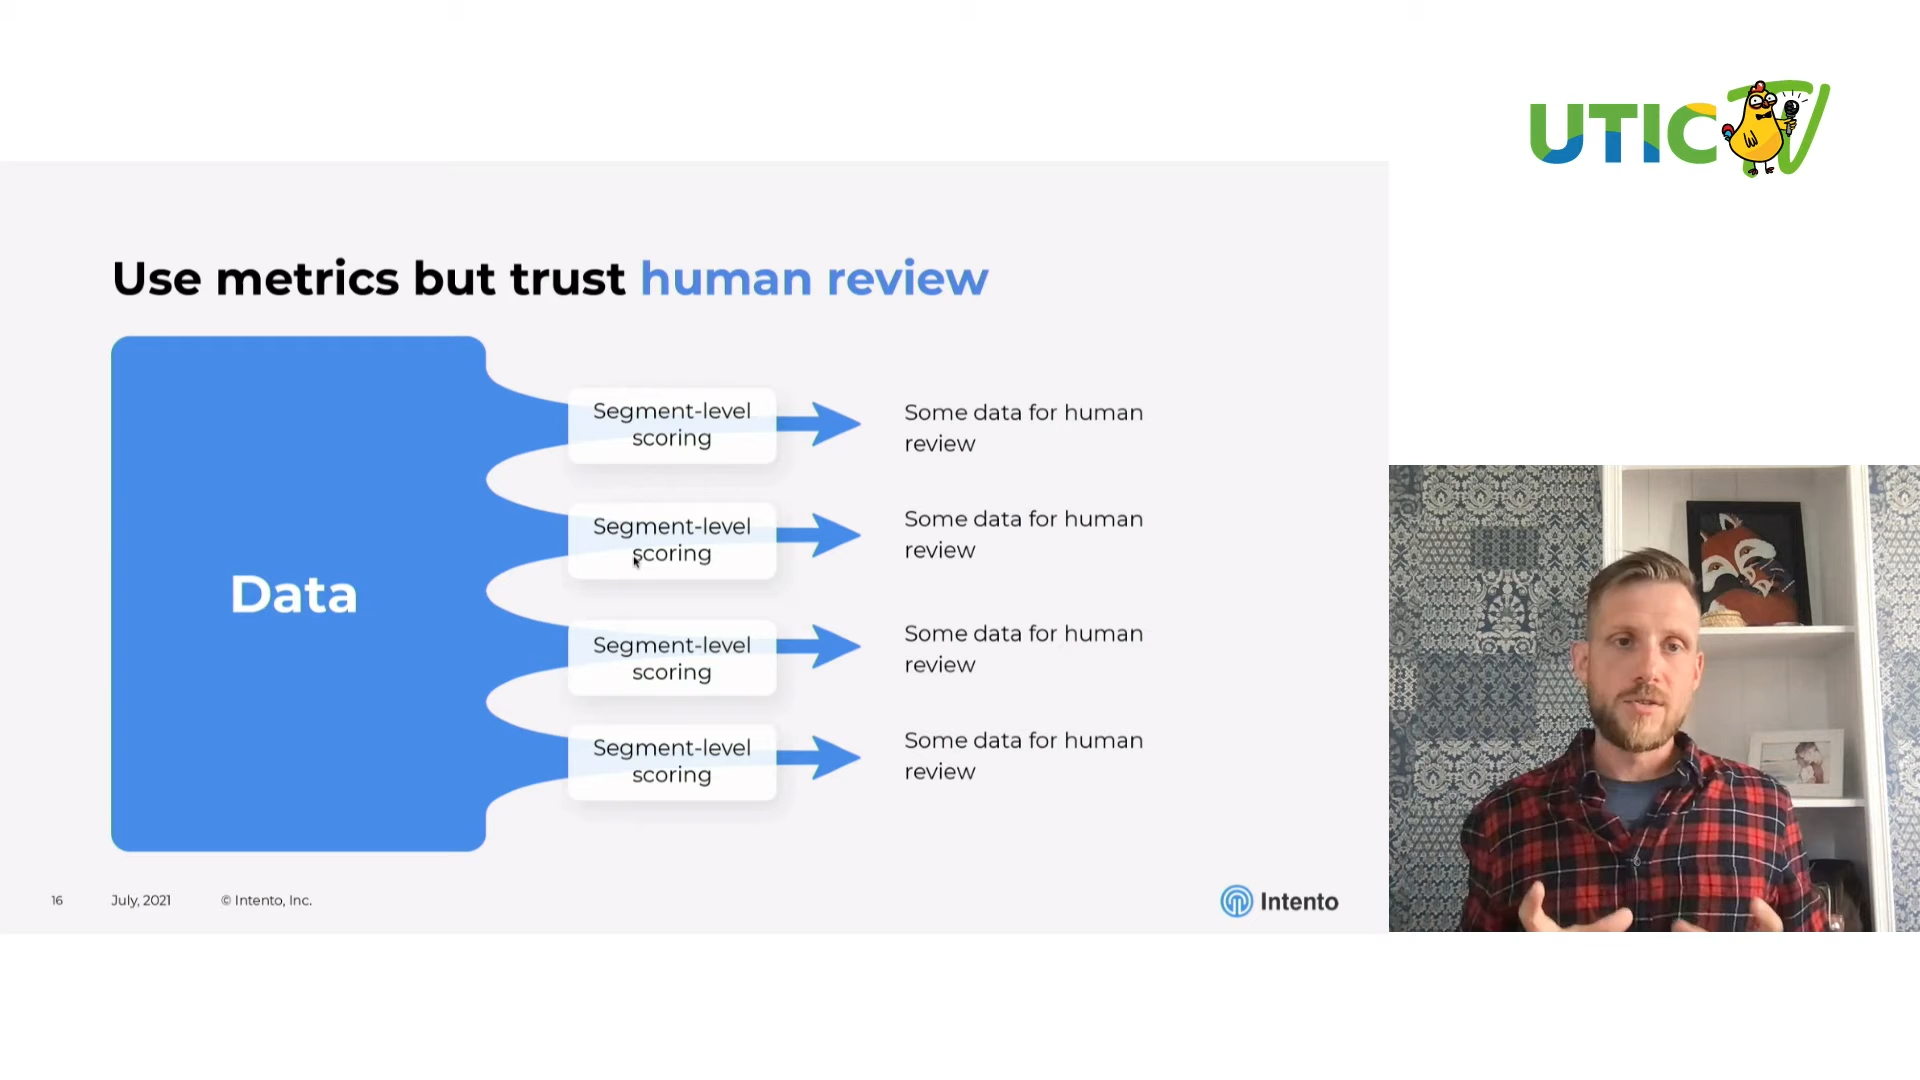 UTIC TV
Use metrics but trust human review
Data
Segment-level
scoring
Some data for human
review
Segment-level
scoring
Some data for human
review
Segment-level
scoring
Some data for human
review
Segment-level
scoring
Some data for human
review
16
July, 2021
© Intento, Inc.
Intento